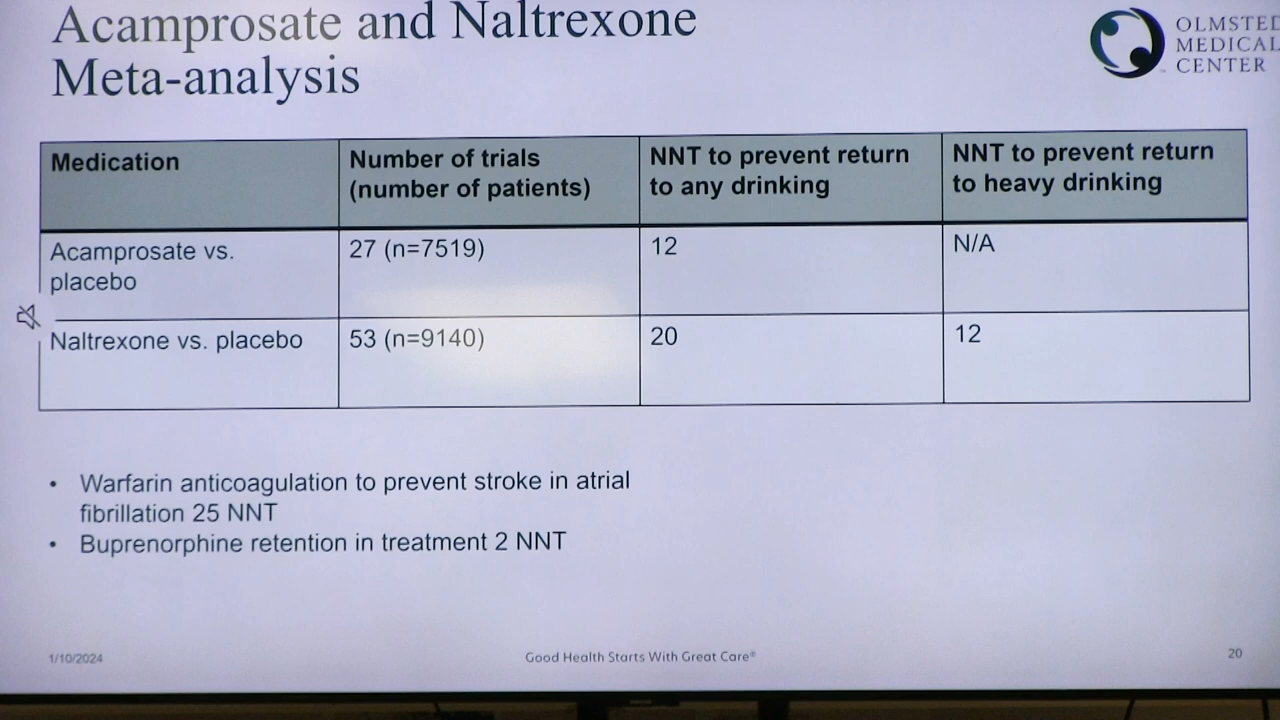 Acamprosate and Naltrexone
Meta-analysis
OLMSTED
MEDICAL
CENTER
Medication
Number of trials
(number of patients)
NNT to prevent return
to any drinking
NNT to prevent return
to heavy drinking
Acamprosate vs.
placebo
27 (n=7519)
12
N/A
Naltrexone vs. placebo
53 (n=9140)
20
12
• Warfarin anticoagulation to prevent stroke in atrial
fibrillation 25 NNT
• Buprenorphine retention in treatment 2 NNT
1/10/2024
Good Health Starts With Great Care®
20